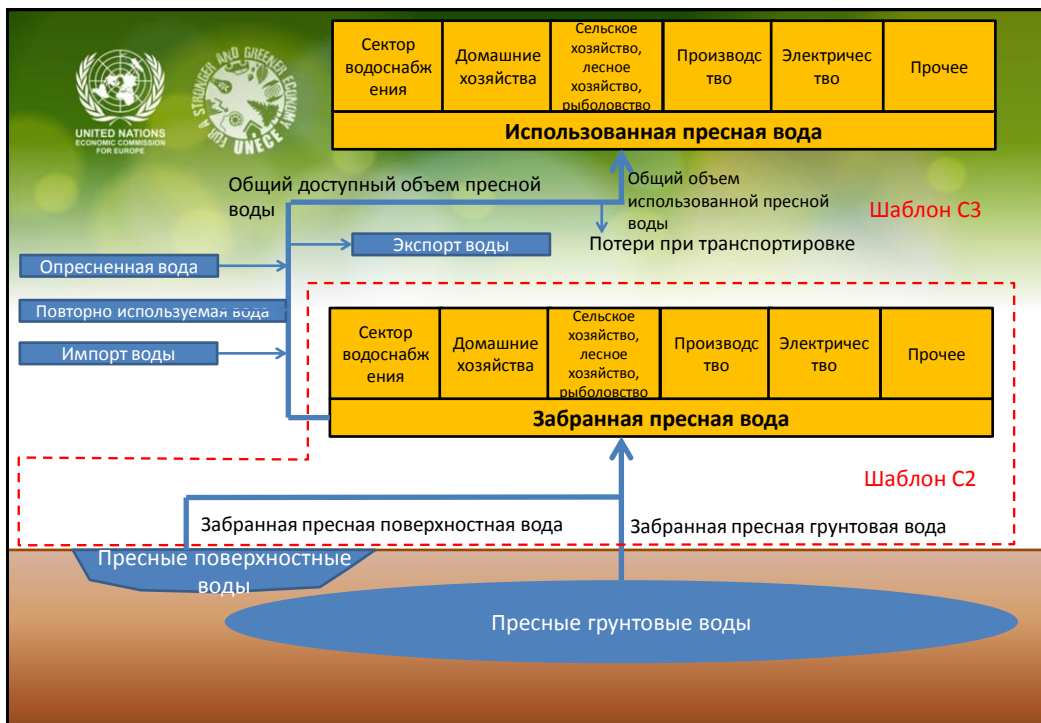 Сектор
водоснабж
ения
Домашние
хозяйства
Сельское
хозяйство,
лесное
хозяйство,
рыболовство
Производс
тво
Электричес
тво
Прочее
Использованная пресная вода
UNITED NATIONS
ECONOMIC COMMISSION
FOR EUROPE
FOR A STRONGER AND GREENER ECONOMY
UNECE
Общий доступный объем пресной
воды
Общий объем
использованной пресной
воды
Шаблон С3
Экспорт воды
Потери при транспортировке
Опресненная вода
Повторно используемая вода
Импорт воды
Сектор
водоснабж
ения
Домашние
хозяйства
Сельское
хозяйство,
лесное
хозяйство,
рыболовство
Производс
тво
Электричес
тво
Прочее
Забранная пресная вода
Шаблон С2
Забранная пресная поверхностная вода
Забранная пресная грунтовая вода
Пресные поверхностные
воды
Пресные грунтовые воды